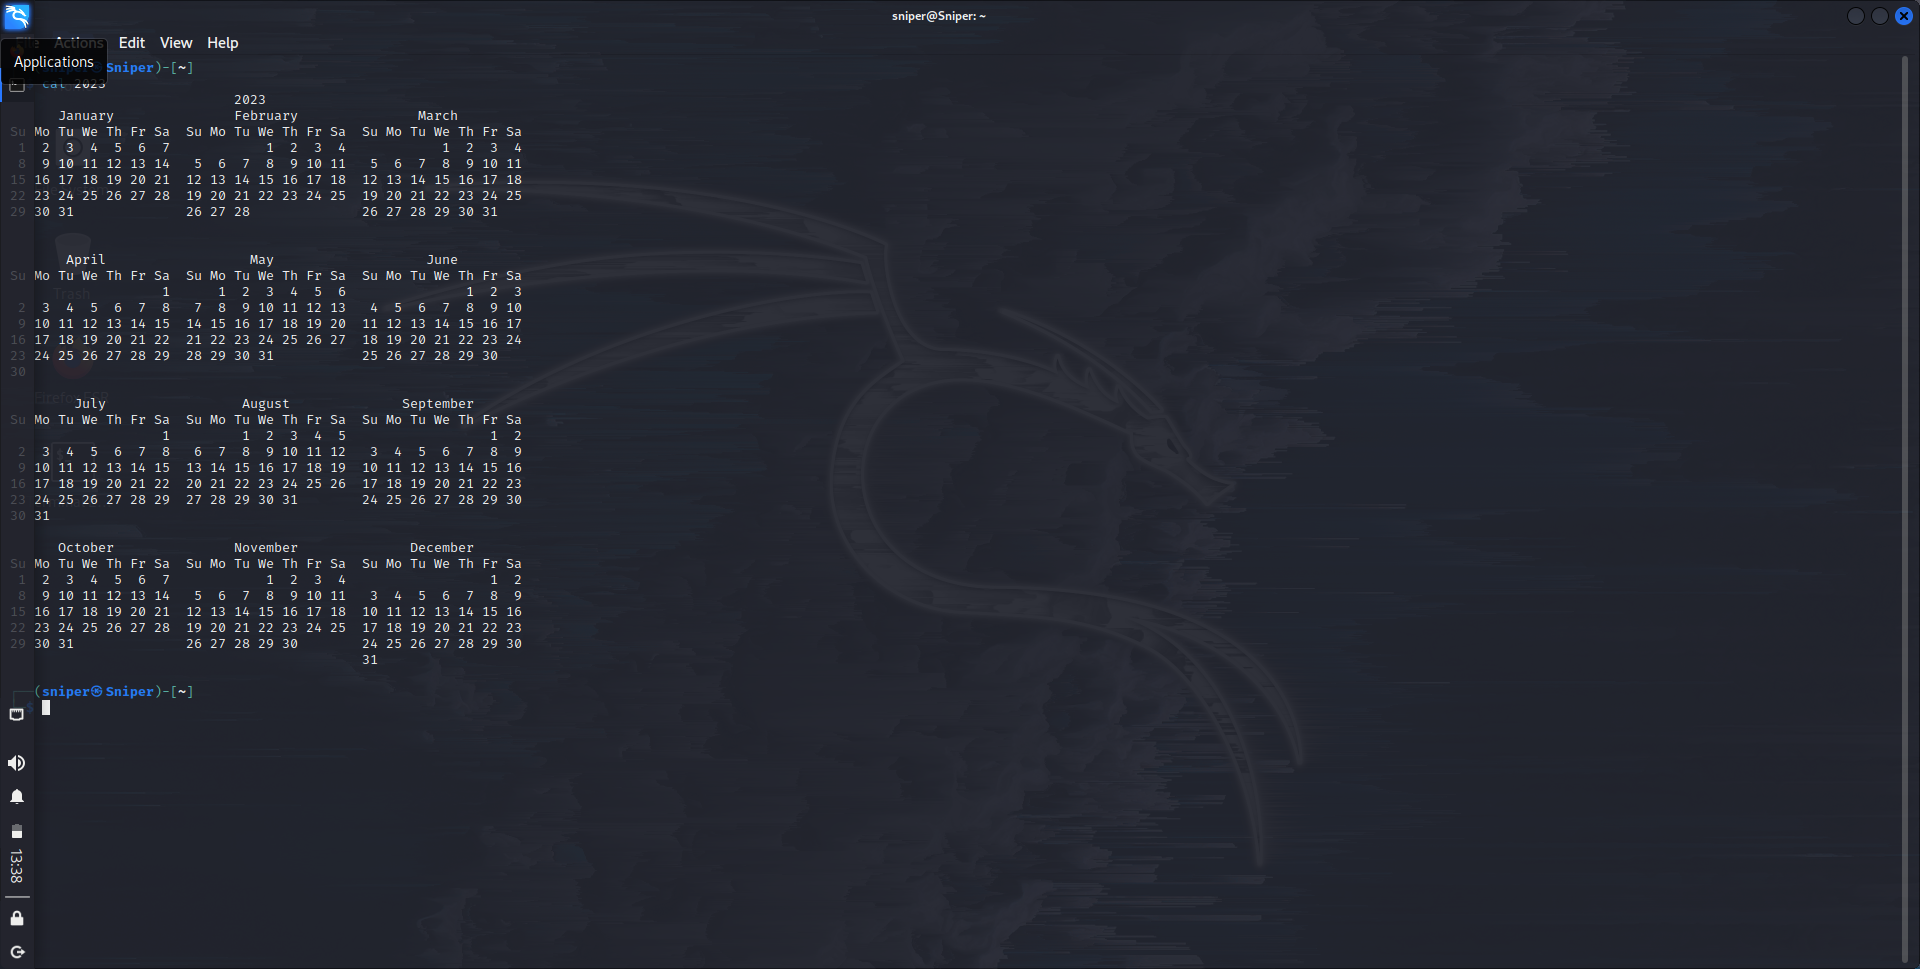 sniper@Sniper: ~
File Actions Edit View Help
Applications
Sniper)-[~]
cal 2023
2023
January February March
Su Mo Tu We Th Fr Sa Su Mo Tu We Th Fr Sa Su Mo Tu We Th Fr Sa
1 2 3 4 5 6 7 1 2 3 4 1 2 3 4
8 9 10 11 12 13 14 5 6 7 8 9 10 11 5 6 7 8 9 10 11
15 16 17 18 19 20 21 12 13 14 15 16 17 18 12 13 14 15 16 17 18
22 23 24 25 26 27 28 19 20 21 22 23 24 25 19 20 21 22 23 24 25
29 30 31 26 27 28 26 27 28 29 30 31
April May June
Su Mo Tu We Th Fr Sa Su Mo Tu We Th Fr Sa Su Mo Tu We Th Fr Sa
1 1 2 3 4 5 6 1 2 3
2 3 4 5 6 7 8 7 8 9 10 11 12 13 4 5 6 7 8 9 10
9 10 11 12 13 14 15 14 15 16 17 18 19 20 11 12 13 14 15 16 17
16 17 18 19 20 21 22 21 22 23 24 25 26 27 18 19 20 21 22 23 24
23 24 25 26 27 28 29 28 29 30 31 25 26 27 28 29 30
30
July August September
Su Mo Tu We Th Fr Sa Su Mo Tu We Th Fr Sa Su Mo Tu We Th Fr Sa
1 1 2 3 4 5 1 2
2 3 4 5 6 7 8 6 7 8 9 10 11 12 3 4 5 6 7 8 9
9 10 11 12 13 14 15 13 14 15 16 17 18 19 10 11 12 13 14 15 16
16 17 18 19 20 21 22 20 21 22 23 24 25 26 17 18 19 20 21 22 23
23 24 25 26 27 28 29 27 28 29 30 31 24 25 26 27 28 29 30
30 31
October November December
Su Mo Tu We Th Fr Sa Su Mo Tu We Th Fr Sa Su Mo Tu We Th Fr Sa
1 2 3 4 5 6 7 1 2 3 4 1 2
8 9 10 11 12 13 14 5 6 7 8 9 10 11 3 4 5 6 7 8 9
15 16 17 18 19 20 21 12 13 14 15 16 17 18 10 11 12 13 14 15 16
22 23 24 25 26 27 28 19 20 21 22 23 24 25 17 18 19 20 21 22 23
29 30 31 26 27 28 29 30 24 25 26 27 28 29 30
31
(sniper㉿Sniper)-[~]
$
Trash
13:38